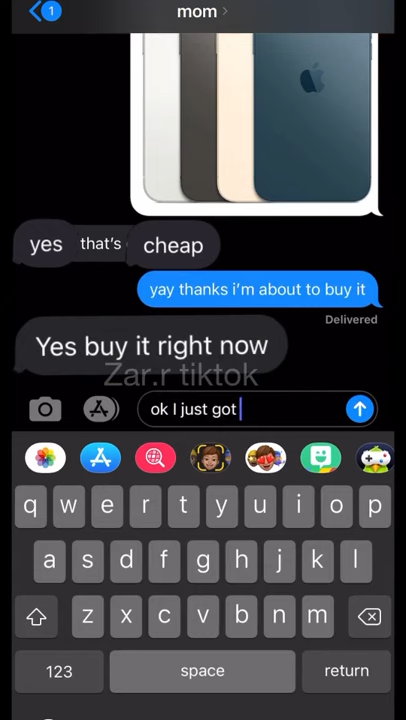 1
mom
yes that's cheap
yay thanks i'm about to buy it
Delivered
Yes buy it right now
Zar.r tiktok
ok I just got
q w e r t y u i o p
a s d f g h j k l
z x c v b n m
123 space return